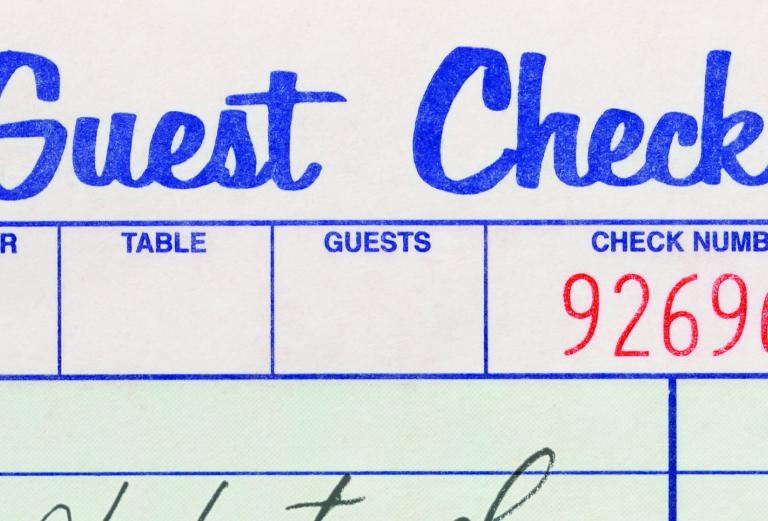 Guest Check
R TABLE GUESTS CHECK NUMB
9269